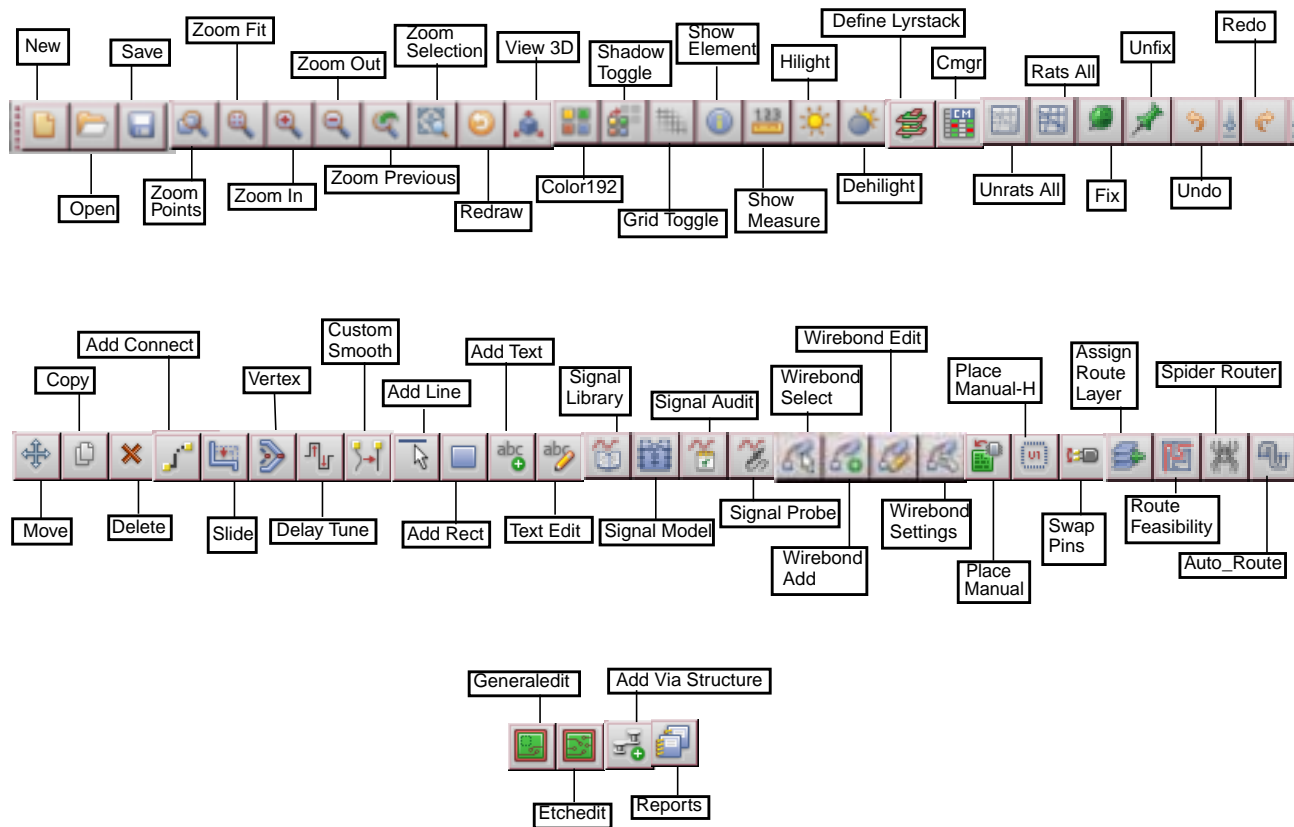 New
Save
Zoom Fit
Zoom Out
Zoom
Selection
View 3D
Shadow
Toggle
Show
Element
Hilight
Define Lyrstack
Cmgr
Rats All
Unfix
Redo
123
CM
Open
Zoom
Points
Zoom In
Zoom Previous
Redraw
Color192
Grid Toggle
Show
Measure
Dehilight
Unrats All
Fix
Undo
Copy
Add Connect
Vertex
Custom
Smooth
Add Line
Add Text
Signal
Library
Signal Audit
Wirebond
Select
Wirebond Edit
Place
Manual-H
Assign
Route
Layer
Spider Router
abc
abc
U1
Move
Delete
Slide
Delay Tune
Add Rect
Text Edit
Signal Model
Signal Probe
Wirebond
Add
Wirebond
Settings
Place
Manual
Swap
Pins
Route
Feasibility
Auto_Route
Generaledit
Add Via Structure
Etchedit
Reports